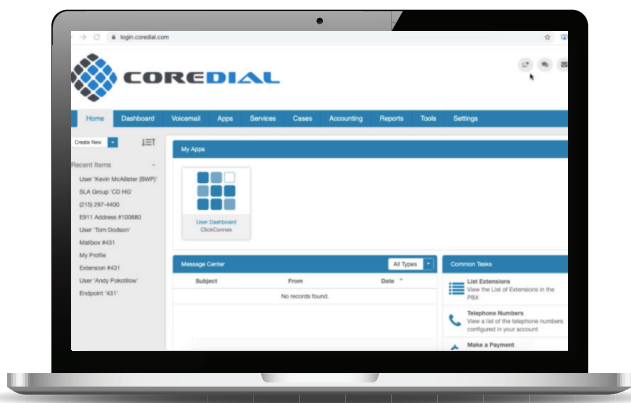 login.coredial.com
COREDIAL
Home Dashboard Voicemail Apps Services Cases Accounting Reports Tools Settings
Create New
Recent Items
User 'Kevin McAllister (BWP)'
SLA Group 'CD HQ'
(215) 297-4400
E911 Address #100880
User 'Tom Dodson'
Mailbox #431
My Profile
Extension #431
User 'Andy Pokotilow'
Endpoint '431'
My Apps
User Dashboard
ClickConnex
Message Center All Types
Subject From Date
No records found.
Common Tasks
List Extensions
View the List of Extensions in the
PBX
Telephone Numbers
View a list of the telephone numbers
configured in your account
Make a Payment